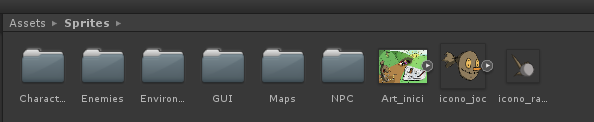 Assets ▸ Sprites ▸
Charact... Enemies Environ... GUI Maps NPC Art_inici icono_joc icono_ra...